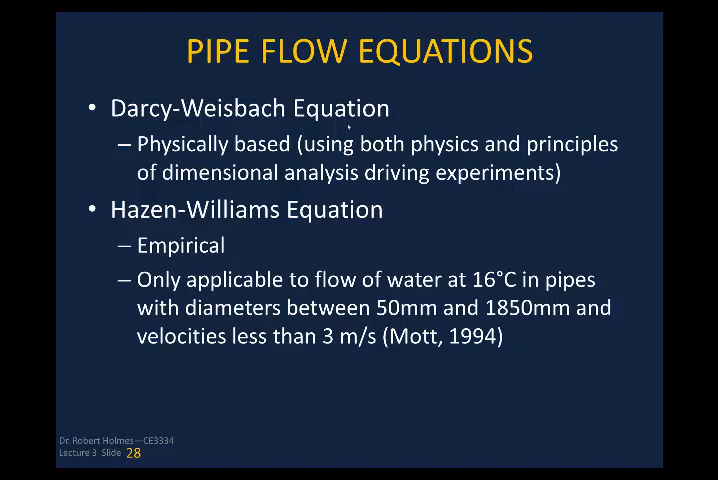 PIPE FLOW EQUATIONS
• Darcy-Weisbach Equation
– Physically based (using both physics and principles
of dimensional analysis driving experiments)
• Hazen-Williams Equation
– Empirical
– Only applicable to flow of water at 16°C in pipes
with diameters between 50mm and 1850mm and
velocities less than 3 m/s (Mott, 1994)
Dr. Robert Holmes—CE3334
Lecture 3 Slide 28